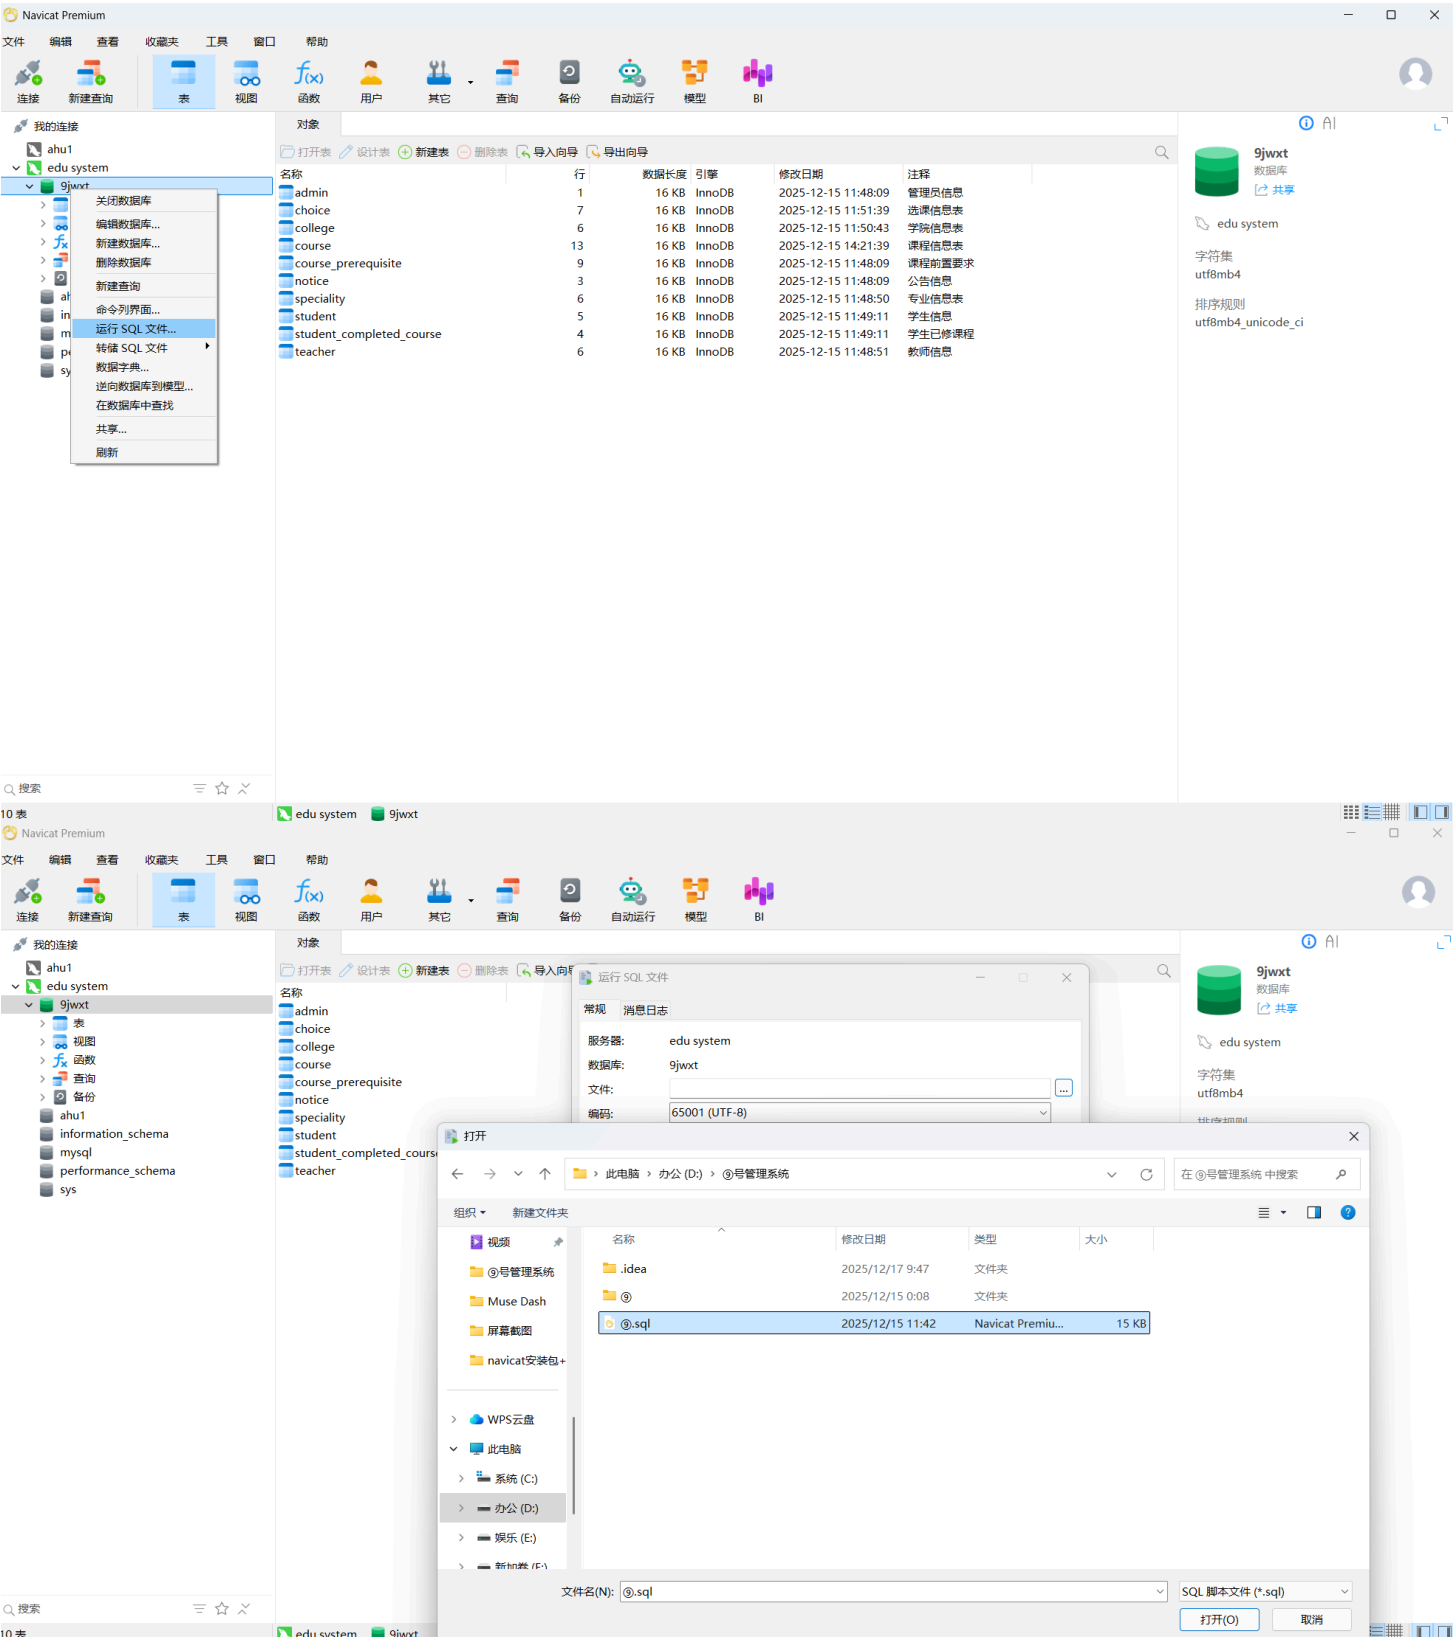 Navicat Premium
文件 编辑 查看 收藏夹 工具 窗口 帮助
连接 新建查询 表 视图 函数 用户 其它 查询 备份 自动运行 模型 BI
我的连接
ahu1
edu system
9jwxt
关闭数据库
编辑数据库...
新建数据库...
删除数据库
新建查询
命令列界面...
运行 SQL 文件...
转储 SQL 文件
数据字典...
逆向数据库到模型...
在数据库中查找
共享...
刷新
ah
in
m
pe
sy
对象
打开表 设计表 新建表 删除表 导入向导 导出向导
名称 行 数据长度 引擎 修改日期 注释
admin 1 16 KB InnoDB 2025-12-15 11:48:09 管理员信息
choice 7 16 KB InnoDB 2025-12-15 11:51:39 选课信息表
college 6 16 KB InnoDB 2025-12-15 11:50:43 学院信息表
course 13 16 KB InnoDB 2025-12-15 14:21:39 课程信息表
course_prerequisite 9 16 KB InnoDB 2025-12-15 11:48:09 课程前置要求
notice 3 16 KB InnoDB 2025-12-15 11:48:09 公告信息
speciality 6 16 KB InnoDB 2025-12-15 11:48:50 专业信息表
student 5 16 KB InnoDB 2025-12-15 11:49:11 学生信息
student_completed_course 4 16 KB InnoDB 2025-12-15 11:49:11 学生已修课程
teacher 6 16 KB InnoDB 2025-12-15 11:48:51 教师信息
AI
9jwxt
数据库
共享
edu system
字符集
utf8mb4
排序规则
utf8mb4_unicode_ci
搜索
10 表 edu system 9jwxt
Navicat Premium
文件 编辑 查看 收藏夹 工具 窗口 帮助
连接 新建查询 表 视图 函数 用户 其它 查询 备份 自动运行 模型 BI
我的连接
ahu1
edu system
9jwxt
表
视图
函数
查询
备份
ahu1
information_schema
mysql
performance_schema
sys
对象
打开表 设计表 新建表 删除表 导入向导
名称
admin
choice
college
course
course_prerequisite
notice
speciality
student
student_completed_course
teacher
运行 SQL 文件
常规 消息日志
服务器: edu system
数据库: 9jwxt
文件: ...
编码: 65001 (UTF-8)
AI
9jwxt
数据库
共享
edu system
字符集
utf8mb4
排序规则
打开
此电脑 办公 (D:) ⑨号管理系统 在 ⑨号管理系统 中搜索
组织 新建文件夹
视频
⑨号管理系统
Muse Dash
屏幕截图
navicat安装包+
WPS云盘
此电脑
系统 (C:)
办公 (D:)
娱乐 (E:)
新加卷 (F:)
名称 修改日期 类型 大小
.idea 2025/12/17 9:47 文件夹
⑨ 2025/12/15 0:08 文件夹
⑨.sql 2025/12/15 11:42 Navicat Premiu... 15 KB
文件名(N): ⑨.sql SQL 脚本文件 (*.sql)
打开(O) 取消
搜索
10 表 edu system 9jwxt